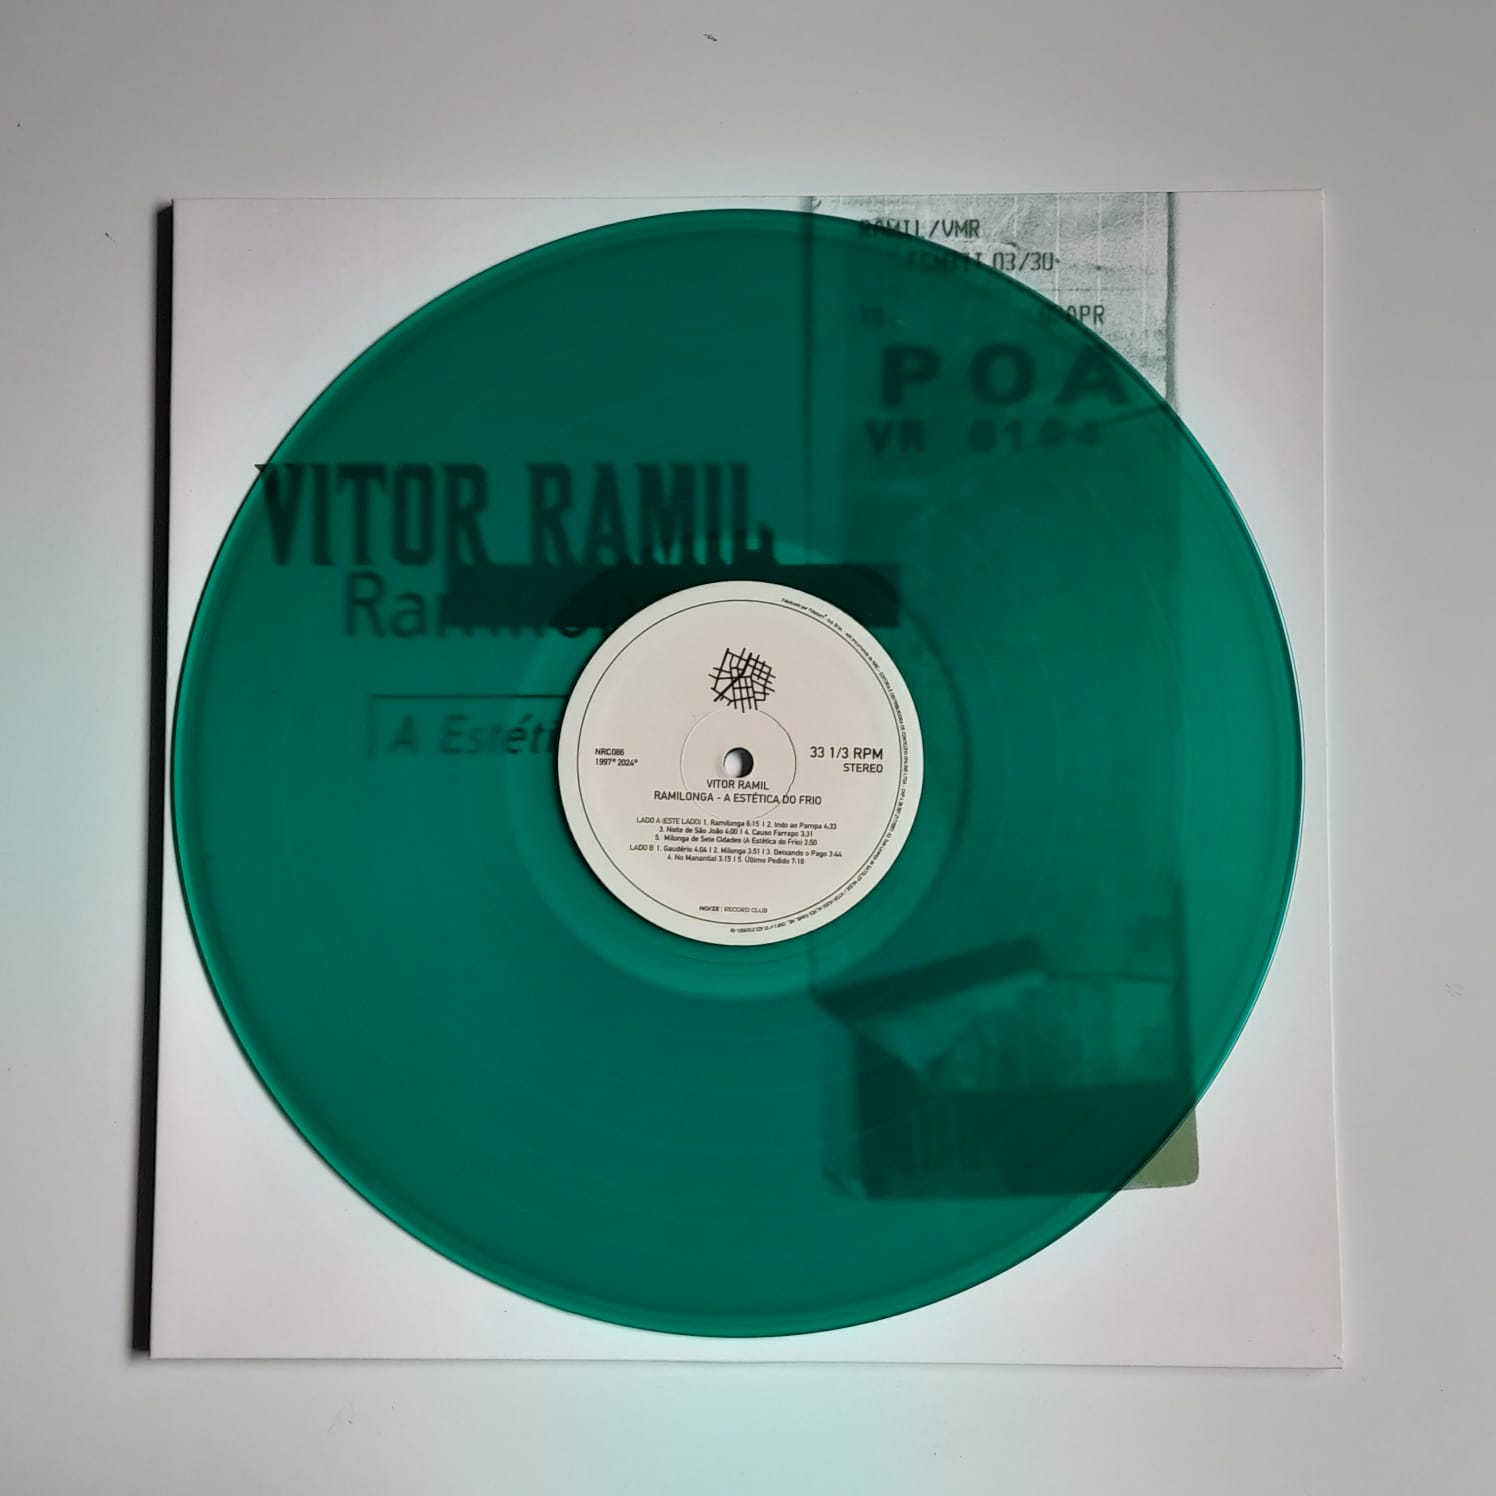 RAMIL/VMR
03/30
POA
VR 0104
VITOR RAMIL
A Estéti
NRC086
1997 2024
33 1/3 RPM
STEREO
VITOR RAMIL
RAMILONGA - A ESTÉTICA DO FRIO
LADO A (ESTE LADO) 1. Ramilonga 6:15 | 2. Indo ao Pampa 4:33
3. Noite de São João 4:00 | 4. Causo Farrapo 3:31
5. Milonga de Sete Cidades (A Estética do Frio) 2:50
LADO B 1. Gaudério 4:04 | 2. Milonga 3:51 | 3. Deixando o Pago 3:44
4. No Manantial 3:15 | 5. Último Pedido 7:18
NOIZE | RECORD CLUB